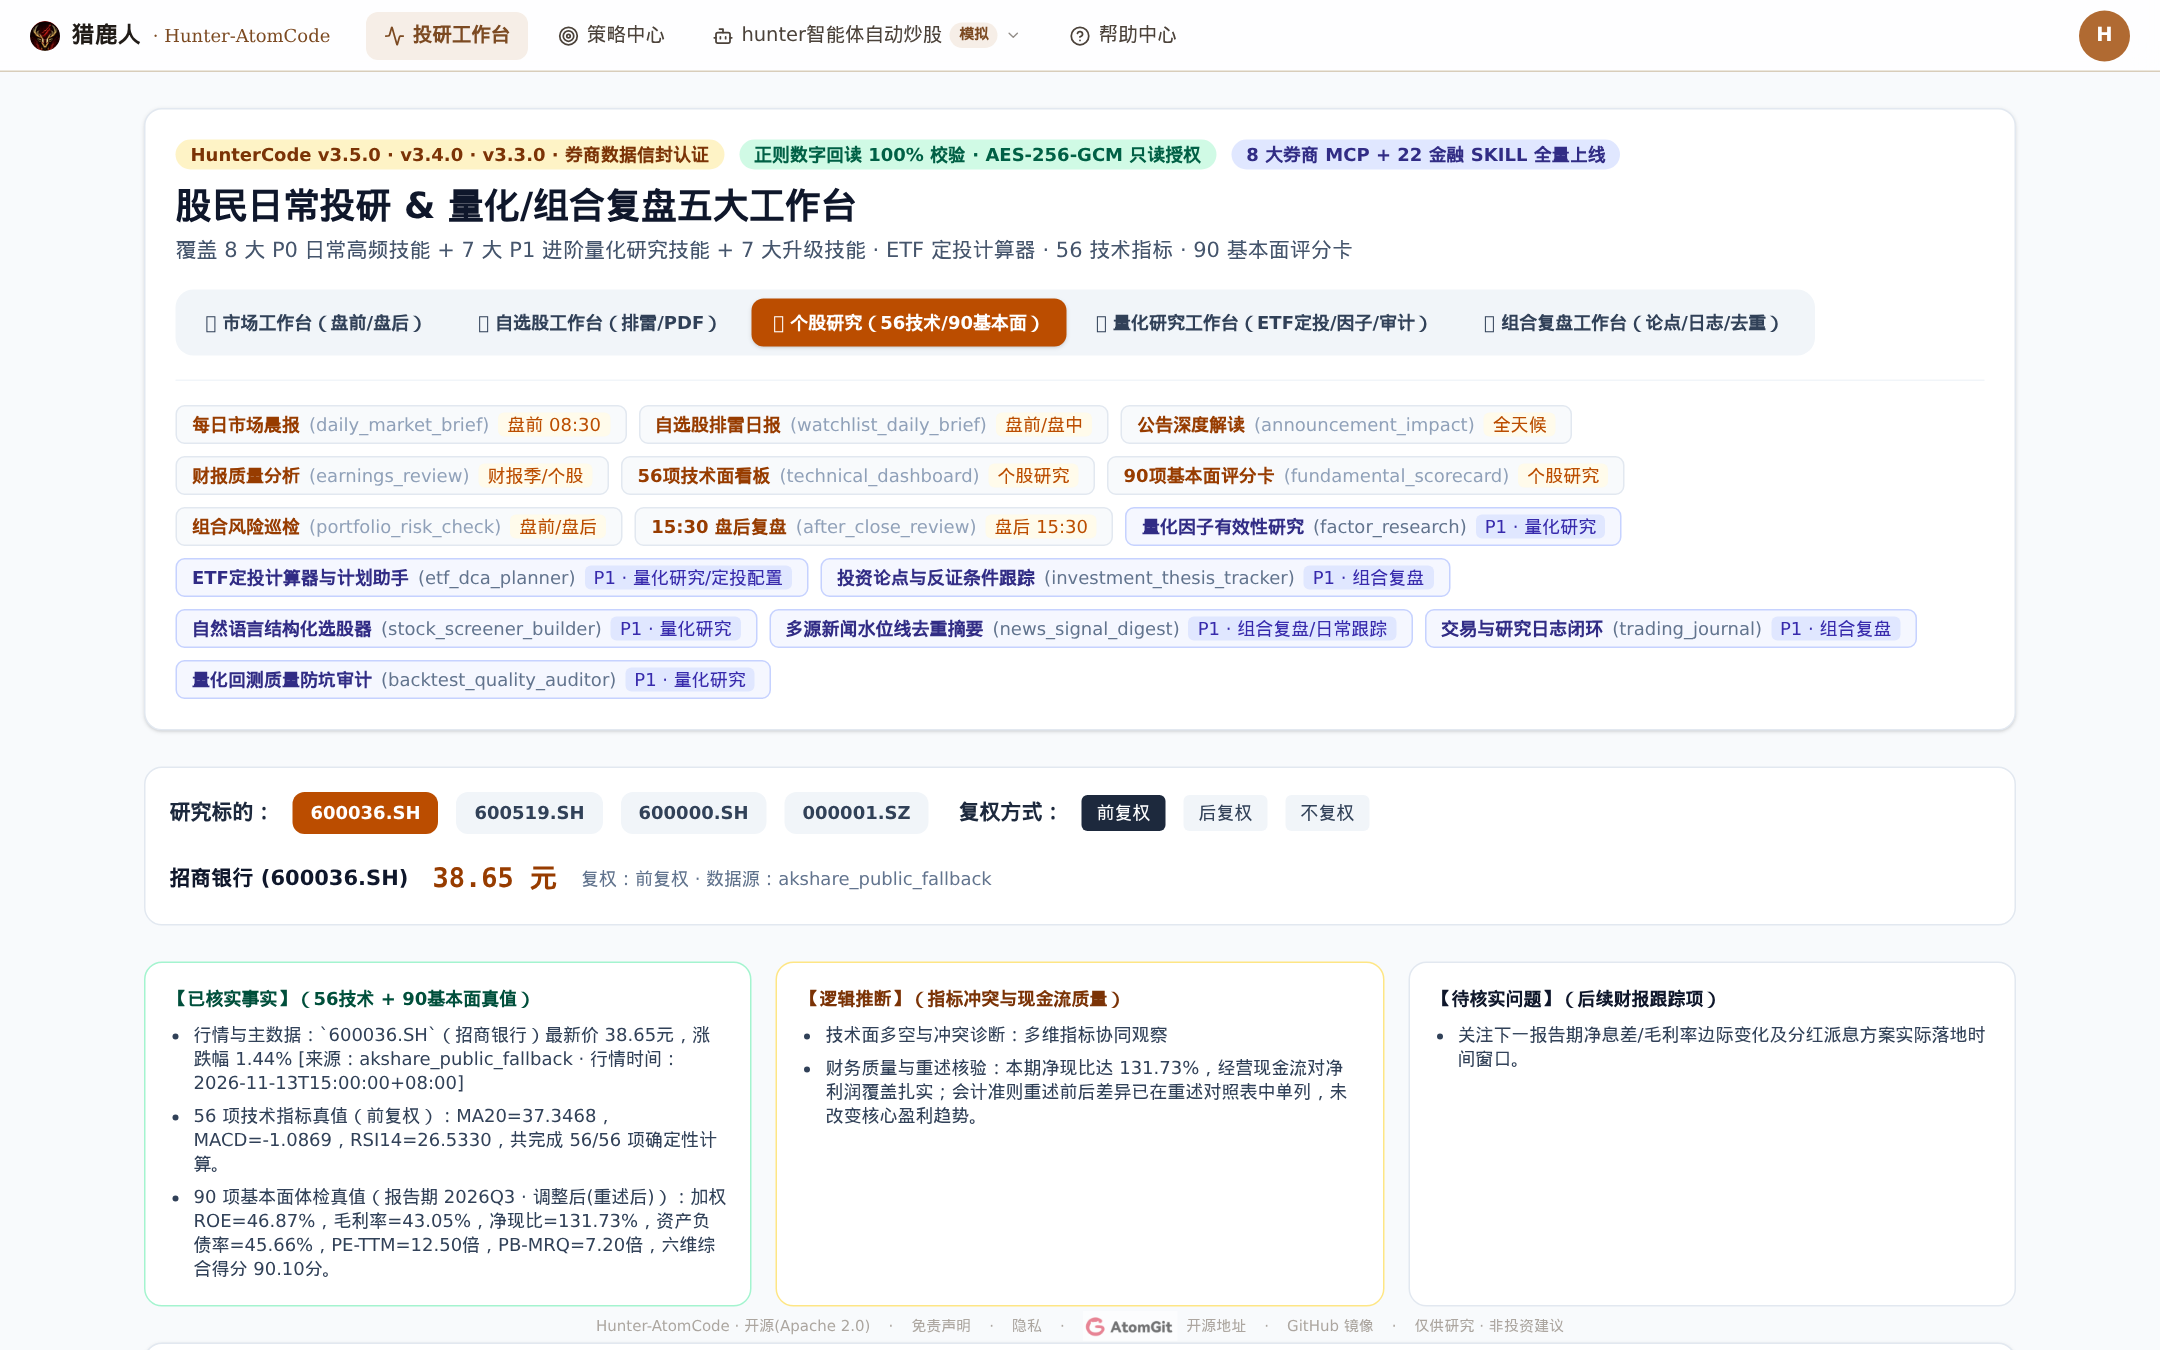 猎鹿人 · Hunter-AtomCode 投研工作台 策略中心 hunter智能体自动炒股 模拟 帮助中心 H
HunterCode v3.5.0 · v3.4.0 · v3.3.0 · 券商数据信封认证 正则数字回读 100% 校验 · AES-256-GCM 只读授权 8 大券商 MCP + 22 金融 SKILL 全量上线
股民日常投研 & 量化/组合复盘五大工作台
覆盖 8 大 P0 日常高频技能 + 7 大 P1 进阶量化研究技能 + 7 大升级技能 · ETF 定投计算器 · 56 技术指标 · 90 基本面评分卡
市场工作台（盘前/盘后） 自选股工作台（排雷/PDF） 个股研究（56技术/90基本面） 量化研究工作台（ETF定投/因子/审计） 组合复盘工作台（论点/日志/去重）
每日市场晨报 (daily_market_brief) 盘前 08:30 自选股排雷日报 (watchlist_daily_brief) 盘前/盘中 公告深度解读 (announcement_impact) 全天候
财报质量分析 (earnings_review) 财报季/个股 56项技术面看板 (technical_dashboard) 个股研究 90项基本面评分卡 (fundamental_scorecard) 个股研究
组合风险巡检 (portfolio_risk_check) 盘前/盘后 15:30 盘后复盘 (after_close_review) 盘后 15:30 量化因子有效性研究 (factor_research) P1 · 量化研究
ETF定投计算器与计划助手 (etf_dca_planner) P1 · 量化研究/定投配置 投资论点与反证条件跟踪 (investment_thesis_tracker) P1 · 组合复盘
自然语言结构化选股器 (stock_screener_builder) P1 · 量化研究 多源新闻水位线去重摘要 (news_signal_digest) P1 · 组合复盘/日常跟踪 交易与研究日志闭环 (trading_journal) P1 · 组合复盘
量化回测质量防坑审计 (backtest_quality_auditor) P1 · 量化研究
研究标的： 600036.SH 600519.SH 600000.SH 000001.SZ 复权方式： 前复权 后复权 不复权
招商银行 (600036.SH) 38.65 元 复权：前复权 · 数据源：akshare_public_fallback
【已核实事实】（56技术 + 90基本面真值）
• 行情与主数据：`600036.SH`（招商银行）最新价 38.65元，涨
跌幅 1.44% [来源：akshare_public_fallback · 行情时间：
2026-11-13T15:00:00+08:00]
• 56 项技术指标真值（前复权）: MA20=37.3468，
MACD=-1.0869，RSI14=26.5330，共完成 56/56 项确定性计
算。
• 90 项基本面体检真值（报告期 2026Q3 · 调整后(重述后)）: 加权
ROE=46.87%，毛利率=43.05%，净现比=131.73%，资产负
债率=45.66%，PE-TTM=12.50倍，PB-MRQ=7.20倍，六维综
合得分 90.10分。
【逻辑推断】（指标冲突与现金流质量）
• 技术面多空与冲突诊断：多维指标协同观察
• 财务质量与重述核验：本期净现比达 131.73%，经营现金流对净
利润覆盖扎实；会计准则重述前后差异已在重述对照表中单列，未
改变核心盈利趋势。
【待核实问题】（后续财报跟踪项）
• 关注下一报告期净息差/毛利率边际变化及分红派息方案实际落地时
间窗口。
Hunter-AtomCode · 开源(Apache 2.0) · 免责声明 · 隐私 · AtomGit 开源地址 · GitHub 镜像 · 仅供研究 · 非投资建议